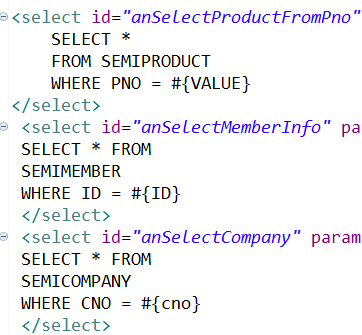 <select id="anSelectProductFromPno"
SELECT *
FROM SEMIPRODUCT
WHERE PNO = #{VALUE}
</select>
<select id="anSelectMemberInfo" pa
SELECT * FROM
SEMIMEMBER
WHERE ID = #{ID}
</select>
<select id="anSelectCompany" param
SELECT * FROM
SEMICOMPANY
WHERE CNO = #{cno}
</select>